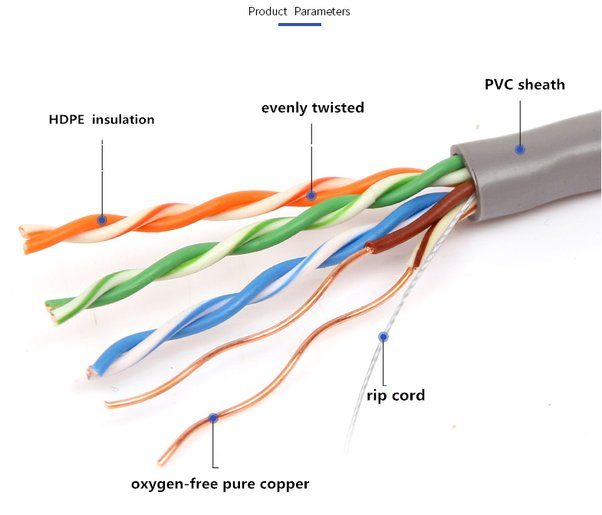 Product Parameters
PVC sheath
evenly twisted
HDPE insulation
rip cord
oxygen-free pure copper